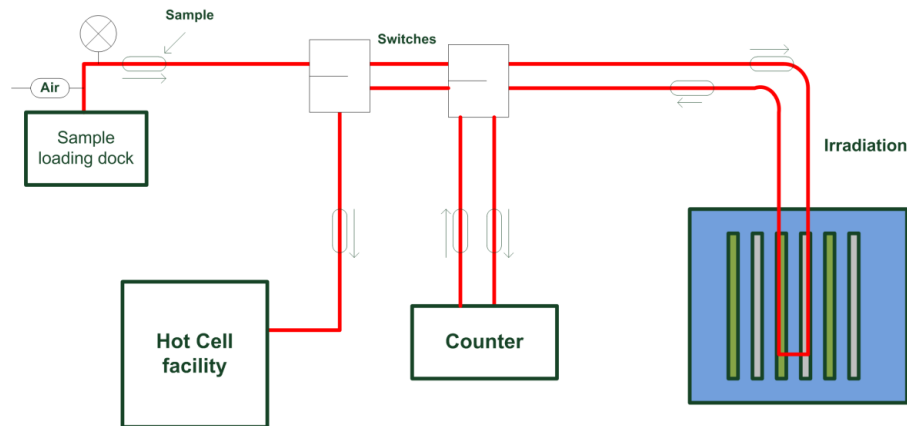 Sample
Switches
Air
Sample
loading dock
Irradiation
Hot Cell
facility
Counter